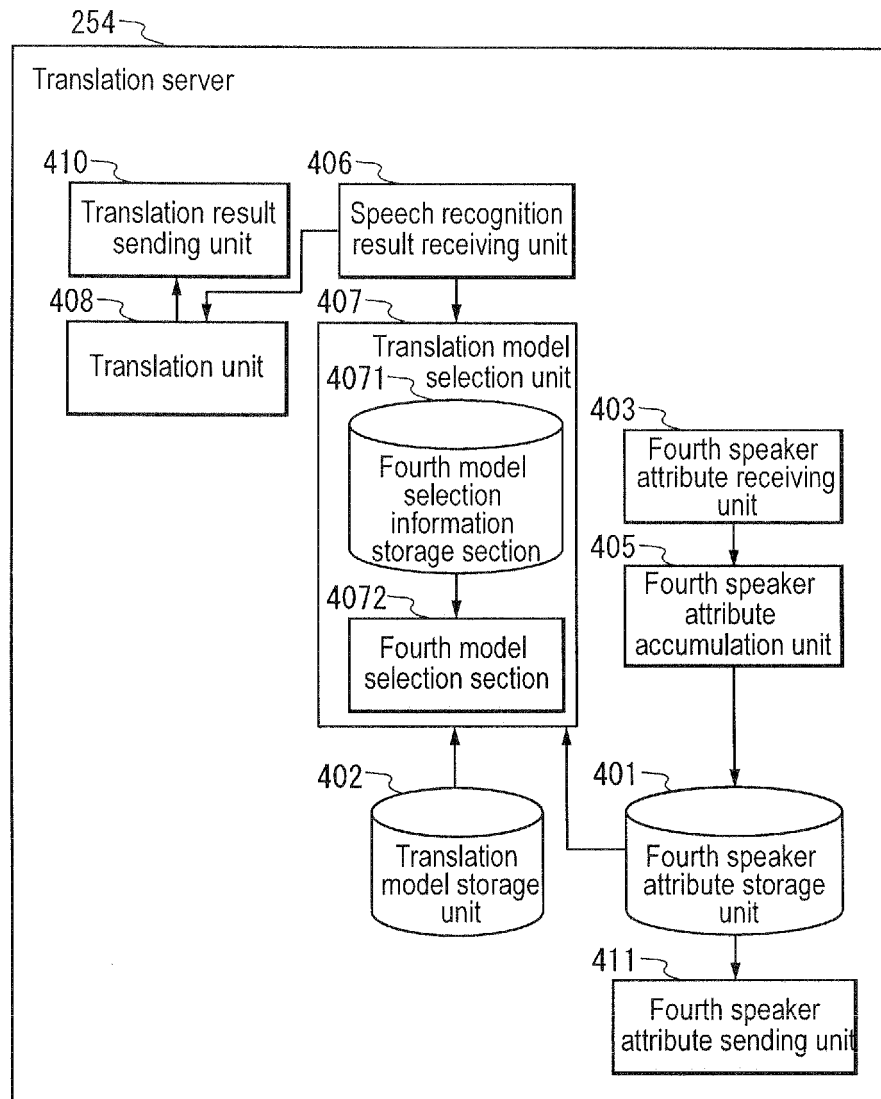 254
Translation server
410
Translation result
sending unit
406
Speech recognition
result receiving unit
408
Translation unit
407
Translation model
selection unit
4071
Fourth model
selection
information
storage section
4072
Fourth model
selection section
403
Fourth speaker
attribute receiving
unit
405
Fourth speaker
attribute
accumulation unit
402
Translation
model storage
unit
401
Fourth speaker
attribute storage
unit
411
Fourth speaker
attribute sending unit